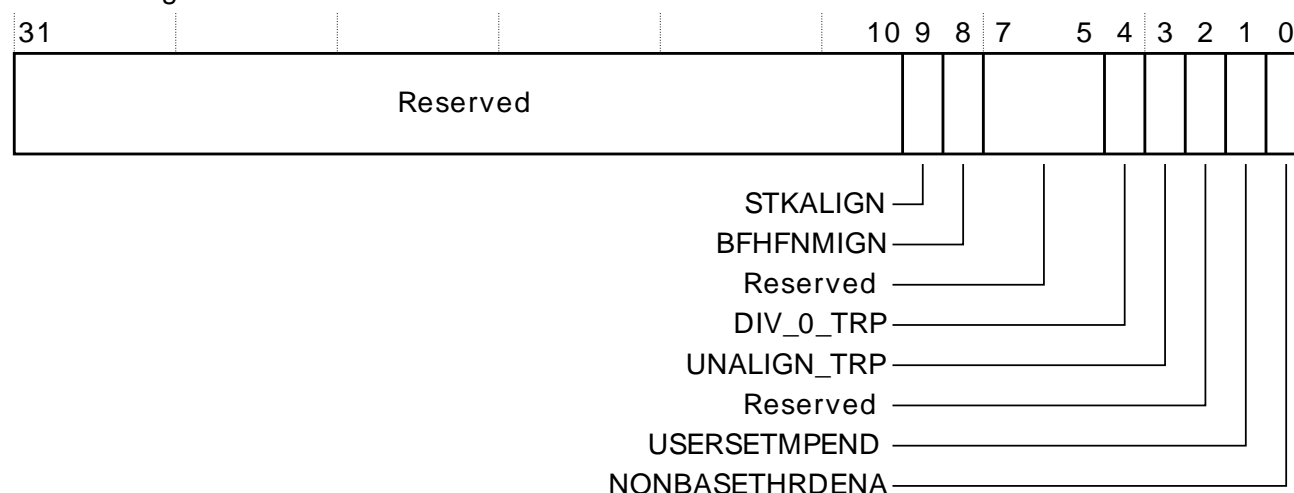 31 10 9 8 7 5 4 3 2 1 0
Reserved
STKALIGN
BFHFNMIGN
Reserved
DIV_0_TRP
UNALIGN_TRP
Reserved
USERSETMPEND
NONBASETHRDENA